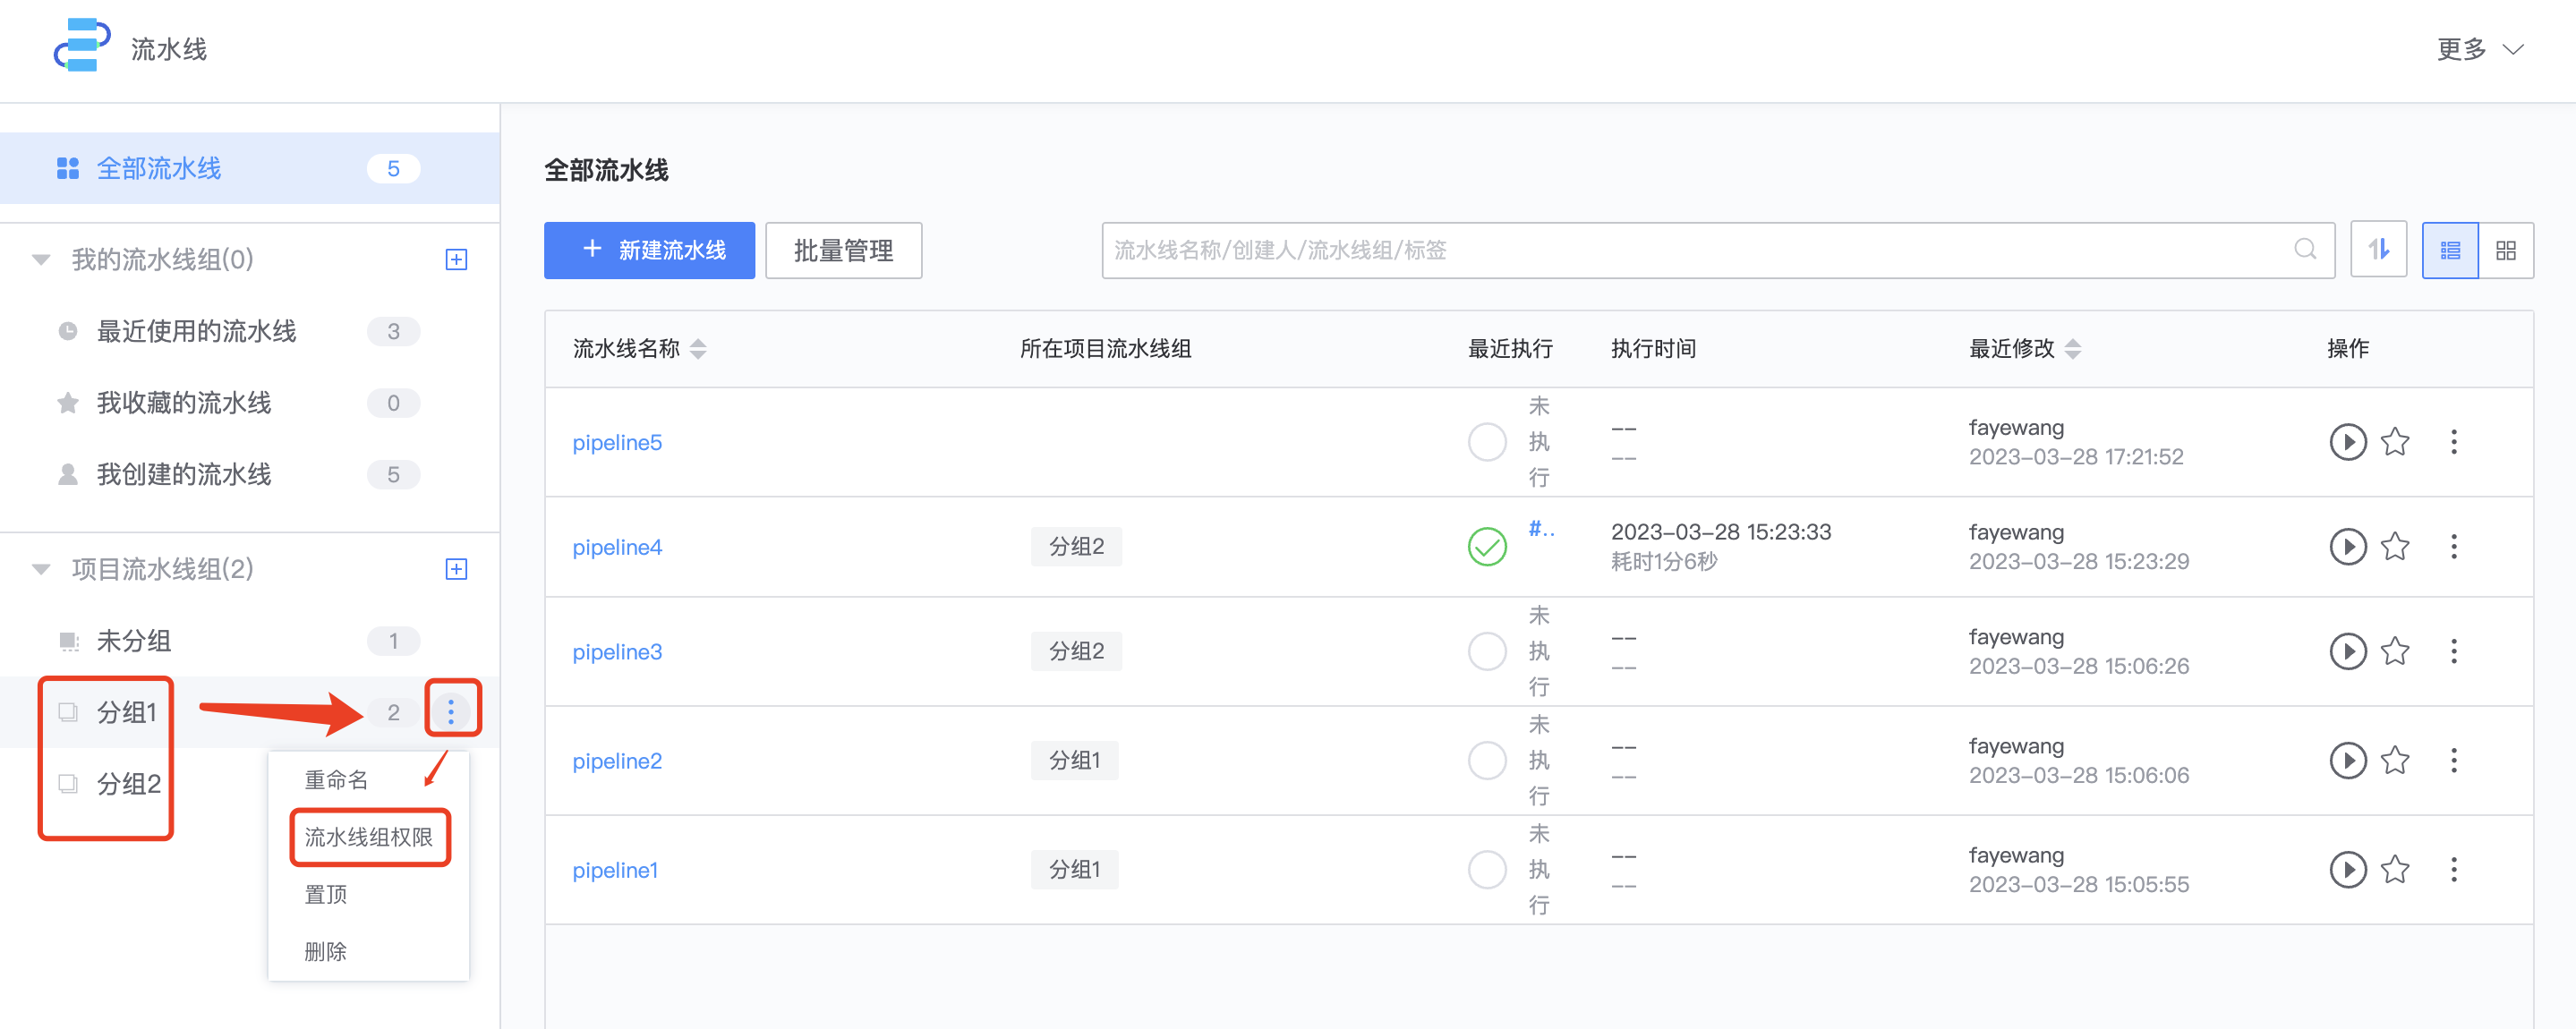 流水线
更多
全部流水线 5
我的流水线组(0)
最近使用的流水线 3
我收藏的流水线 0
我创建的流水线 5
项目流水线组(2)
未分组 1
分组1 2
分组2
重命名
流水线组权限
置顶
删除
全部流水线
+ 新建流水线 批量管理 流水线名称/创建人/流水线组/标签
流水线名称 所在项目流水线组 最近执行 执行时间 最近修改 操作
pipeline5 未执行 -- fayewang
-- 2023-03-28 17:21:52
pipeline4 分组2 #.. 2023-03-28 15:23:33 fayewang
耗时1分6秒 2023-03-28 15:23:29
pipeline3 分组2 未执行 -- fayewang
-- 2023-03-28 15:06:26
pipeline2 分组1 未执行 -- fayewang
-- 2023-03-28 15:06:06
pipeline1 分组1 未执行 -- fayewang
-- 2023-03-28 15:05:55